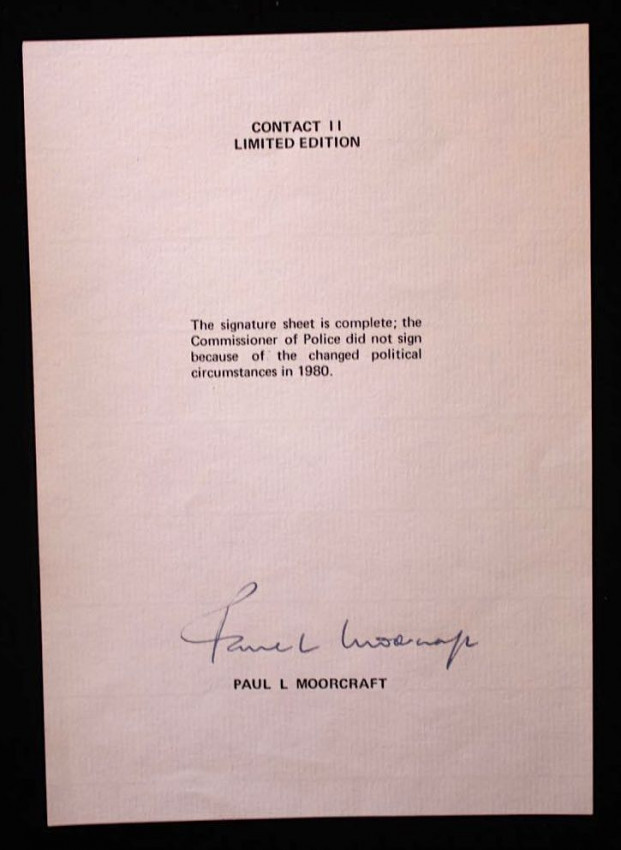 CONTACT II
LIMITED EDITION
The signature sheet is complete; the
Commissioner of Police did not sign
because of the changed political
circumstances in 1980.
Paul L Moorcraft
PAUL L MOORCRAFT